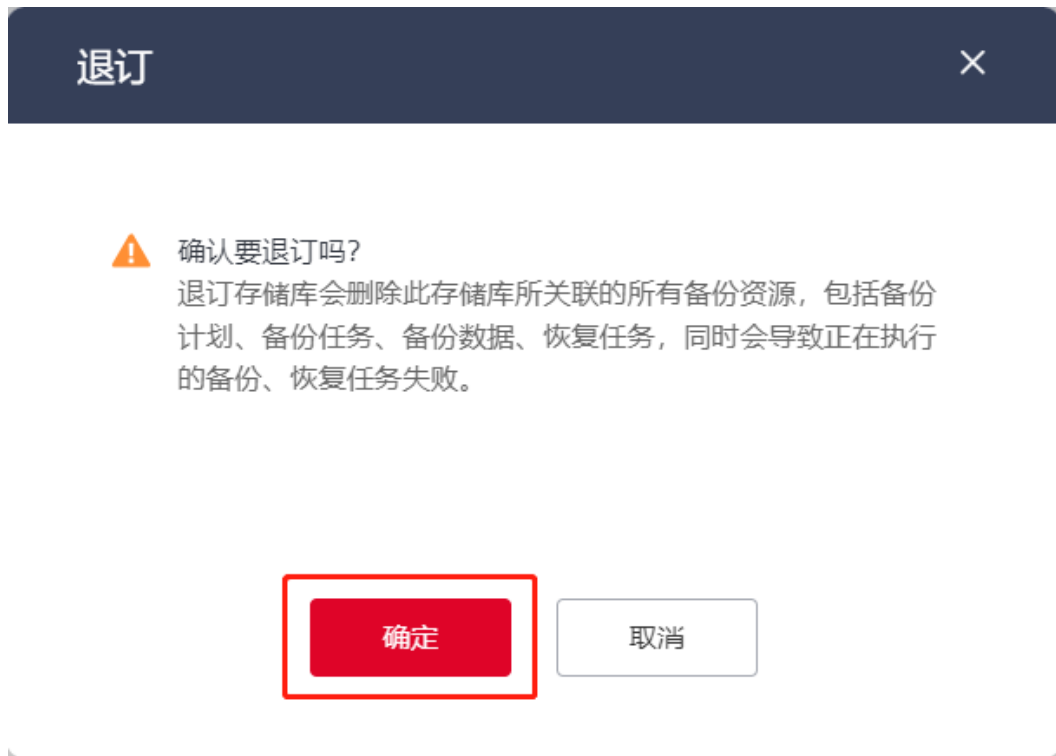 退订
确认要退订吗?
退订存储库会删除此存储库所关联的所有备份资源，包括备份
计划、备份任务、备份数据、恢复任务，同时会导致正在执行
的备份、恢复任务失败。
确定
取消